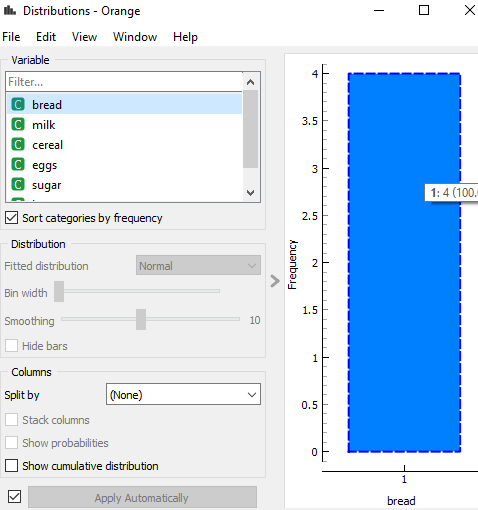 Distributions - Orange
File Edit View Window Help
Variable
Filter...
C bread
C milk
C cereal
C eggs
C sugar
Sort categories by frequency
Distribution
Fitted distribution Normal
Bin width
Smoothing 10
Hide bars
Columns
Split by (None)
Stack columns
Show probabilities
Show cumulative distribution
Apply Automatically
Frequency
4
3.5
3
2.5
2
1.5
1
0.5
0
1: 4 (100.
1
bread